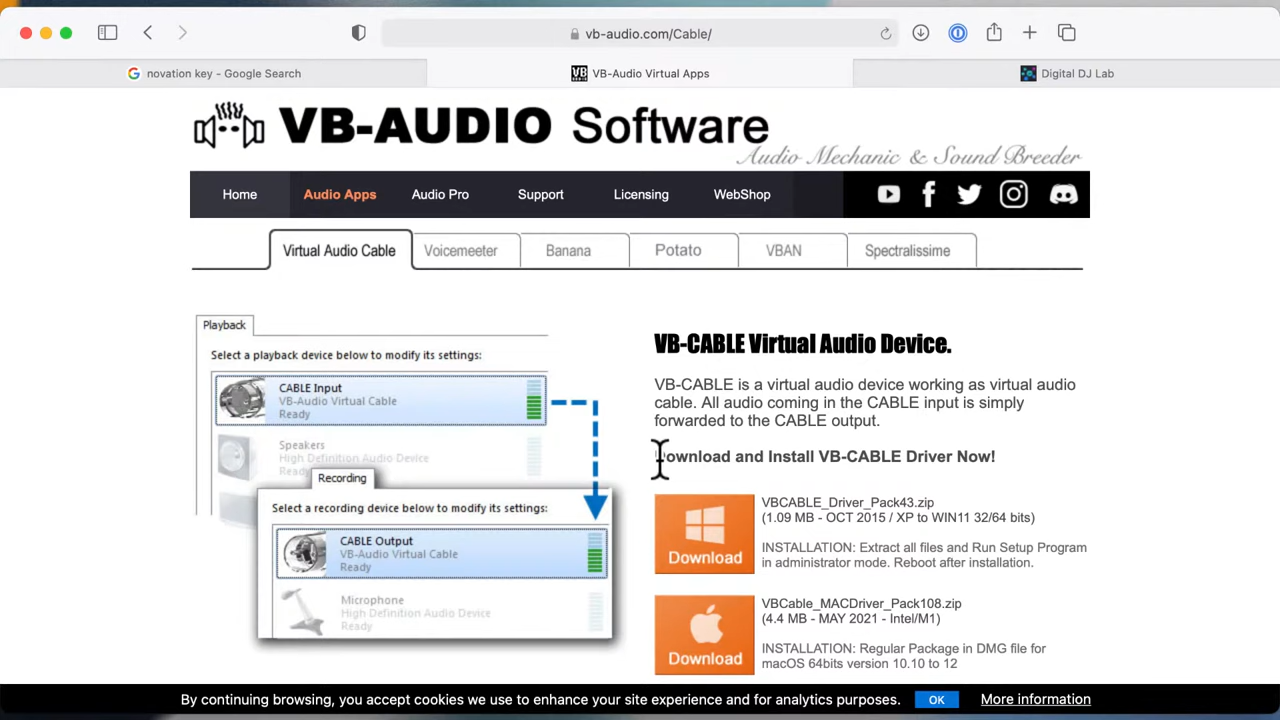 vb-audio.com/Cable/
novation key - Google Search
VB-Audio Virtual Apps
Digital DJ Lab
VB-AUDIO Software
Audio Mechanic & Sound Breeder
Home
Audio Apps
Audio Pro
Support
Licensing
WebShop
Virtual Audio Cable
Voicemeeter
Banana
Potato
VBAN
Spectralissime
Playback
Select a playback device below to modify its settings:
CABLE Input
VB-Audio Virtual Cable
Ready
Speakers
High Definition Audio Device
Ready
Recording
Select a recording device below to modify its settings:
CABLE Output
VB-Audio Virtual Cable
Ready
Microphone
High Definition Audio Device
Ready
VB-CABLE Virtual Audio Device.
VB-CABLE is a virtual audio device working as virtual audio
cable. All audio coming in the CABLE input is simply
forwarded to the CABLE output.
Download and Install VB-CABLE Driver Now!
Download
VBCABLE_Driver_Pack43.zip
(1.09 MB - OCT 2015 / XP to WIN11 32/64 bits)
INSTALLATION: Extract all files and Run Setup Program
in administrator mode. Reboot after installation.
Download
VBCable_MACDriver_Pack108.zip
(4.4 MB - MAY 2021 - Intel/M1)
INSTALLATION: Regular Package in DMG file for
macOS 64bits version 10.10 to 12
By continuing browsing, you accept cookies we use to enhance your site experience and for analytics purposes.
OK
More information